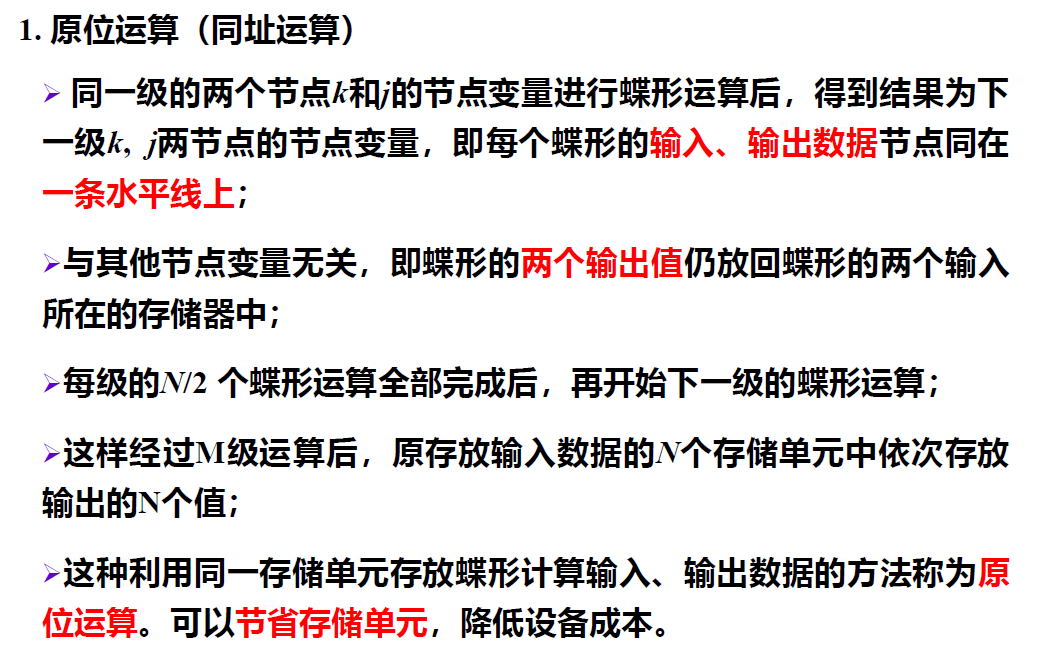 1. 原位运算（同址运算）
➢ 同一级的两个节点k和j的节点变量进行蝶形运算后，得到结果为下
一级k, j两节点的节点变量，即每个蝶形的输入、输出数据节点同在
一条水平线上；
➢与其他节点变量无关，即蝶形的两个输出值仍放回蝶形的两个输入
所在的存储器中；
➢每级的N/2 个蝶形运算全部完成后，再开始下一级的蝶形运算；
➢这样经过M级运算后，原存放输入数据的N个存储单元中依次存放
输出的N个值；
➢这种利用同一存储单元存放蝶形计算输入、输出数据的方法称为原
位运算。可以节省存储单元，降低设备成本。